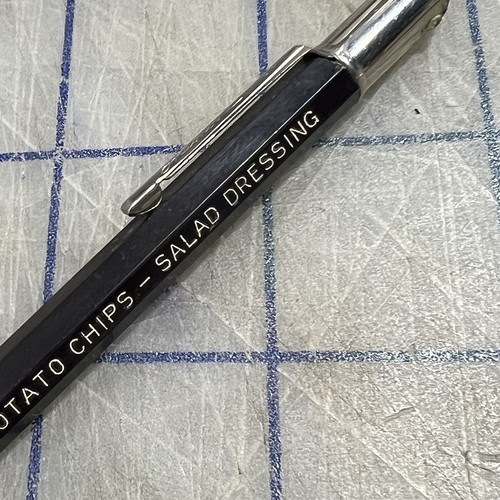 OTATO CHIPS – SALAD DRESSING